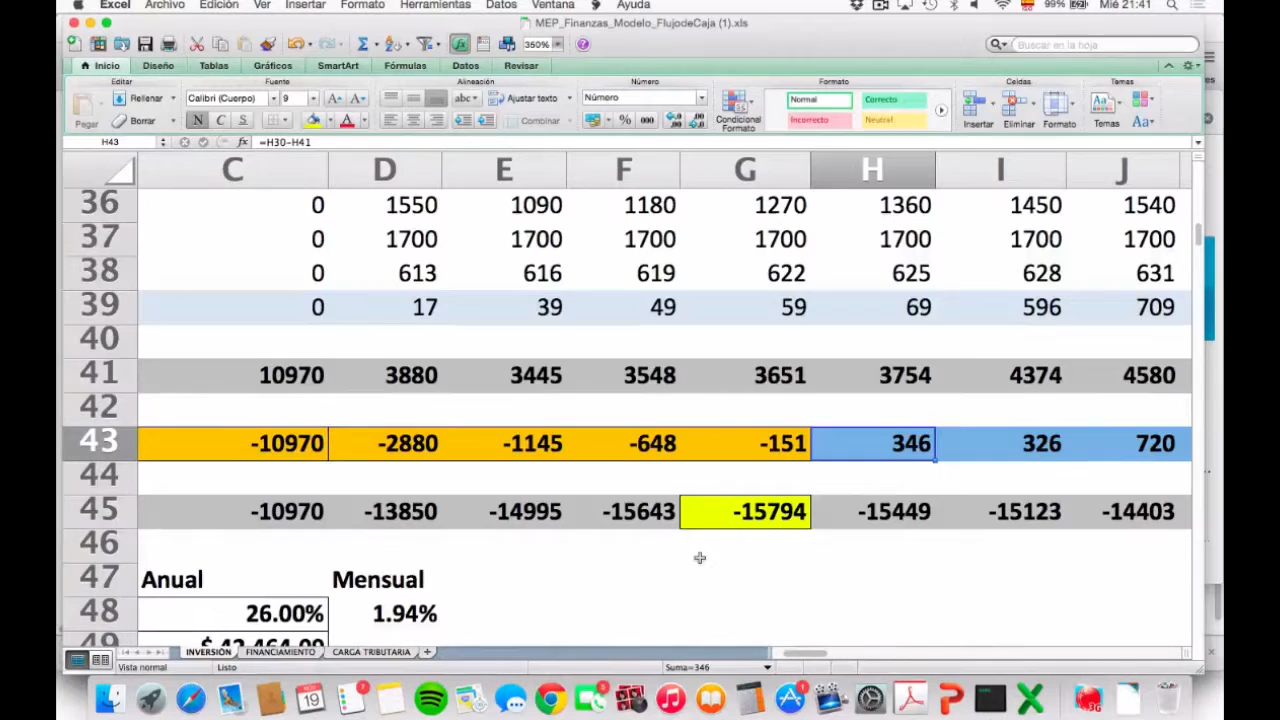 Excel Archivo Edición Ver Insertar Formato Herramientas Datos Ventana Ayuda 99% Mié 21:41
MEP_Finanzas_Modelo_FlujodeCaja (1).xls
350% Buscar en la hoja
Inicio Diseño Tablas Gráficos SmartArt Fórmulas Datos Revisar
Editar Fuente Alineación Número Formato Celdas Temas
Pegar Rellenar Calibri (Cuerpo) 9 A A abc Ajustar texto Número Condicional Formato Normal Correcto Insertar Eliminar Formato Temas Aa
Borrar N C S A Combinar % 000 Incorrecto Neutral
H43 fx =H30-H41
C D E F G H I J
36 0 1550 1090 1180 1270 1360 1450 1540
37 0 1700 1700 1700 1700 1700 1700 1700
38 0 613 616 619 622 625 628 631
39 0 17 39 49 59 69 596 709
40
41 10970 3880 3445 3548 3651 3754 4374 4580
42
43 -10970 -2880 -1145 -648 -151 346 326 720
44
45 -10970 -13850 -14995 -15643 -15794 -15449 -15123 -14403
46
47 Anual Mensual
48 26.00% 1.94%
49
INVERSIÓN FINANCIAMIENTO CARGA TRIBUTARIA
Vista normal Listo Suma=346
NOV 19